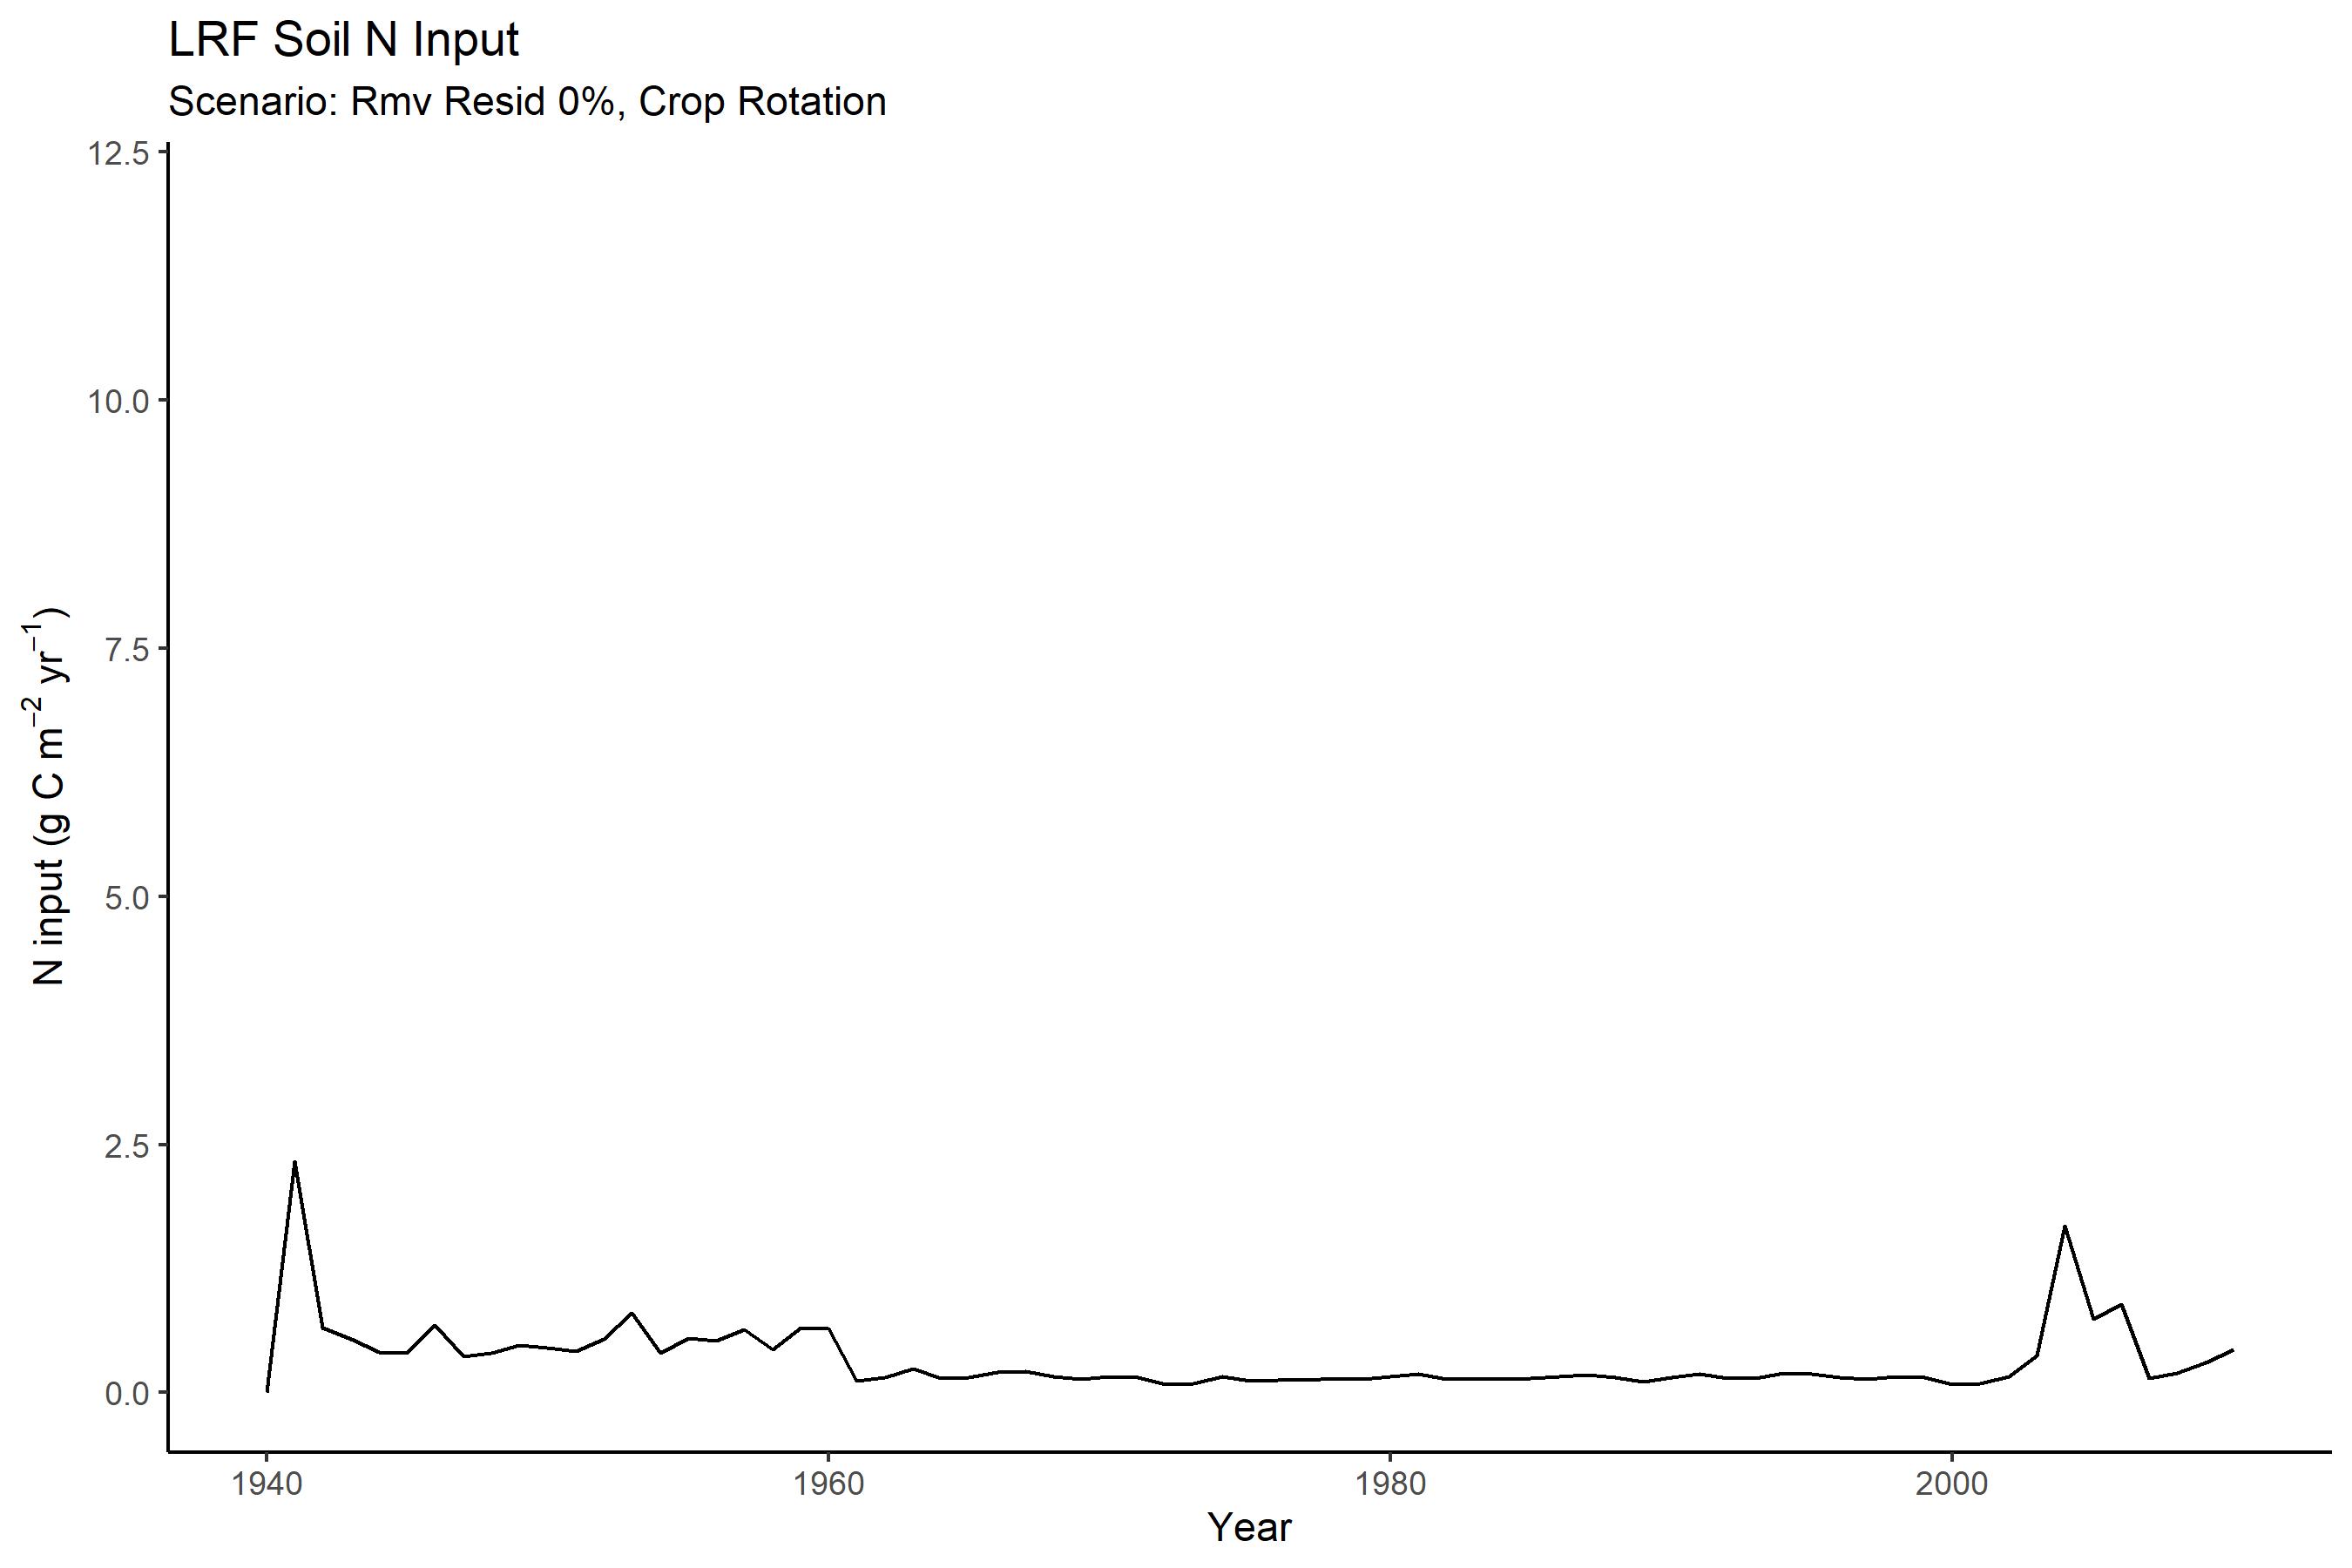 LRF Soil N Input
Scenario: Rmv Resid 0%, Crop Rotation
12.5
10.0
7.5
5.0
2.5
0.0
N input (g C m⁻² yr⁻¹)
1940 1960 1980 2000
Year